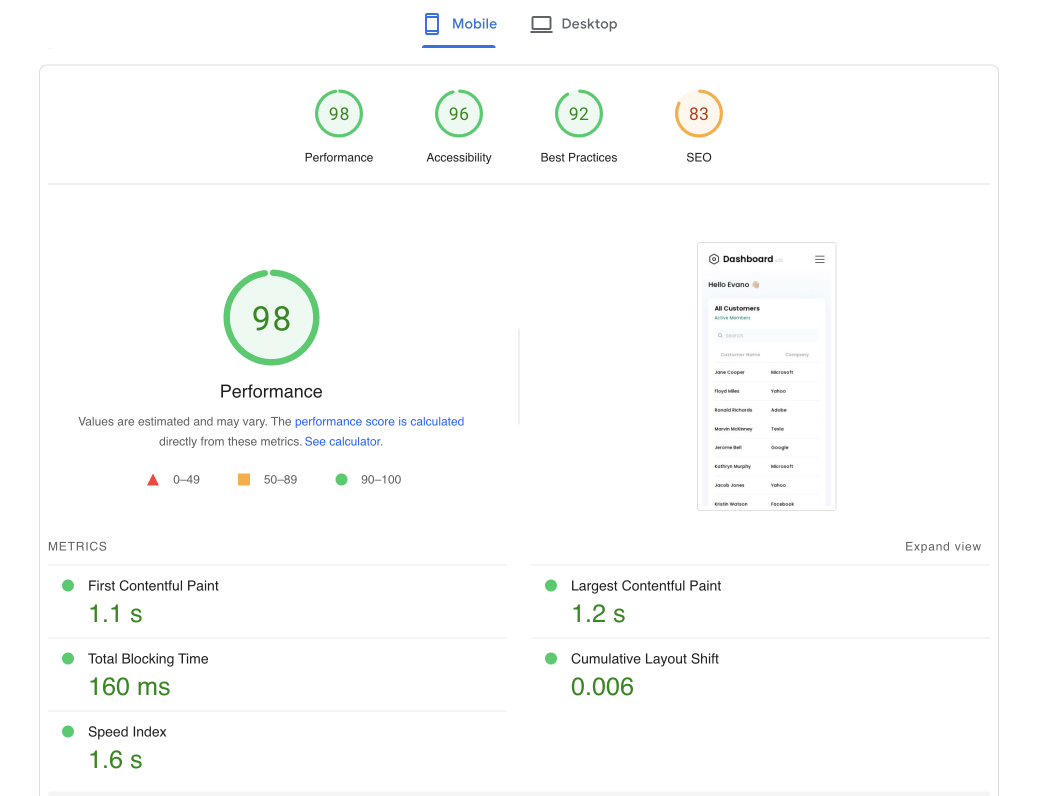 Mobile
Desktop
98
96
92
83
Performance
Accessibility
Best Practices
SEO
98
Performance
Values are estimated and may vary. The performance score is calculated
directly from these metrics. See calculator.
0–49
50–89
90–100
Dashboard
Hello Evano 👋🏼
All Customers
Active Members
Search
Customer Name
Company
Jane Cooper
Microsoft
Floyd Miles
Yahoo
Ronald Richards
Adobe
Marvin McKinney
Tesla
Jerome Bell
Google
Kathryn Murphy
Microsoft
Jacob Jones
Yahoo
Kristin Watson
Facebook
METRICS
Expand view
First Contentful Paint
1.1 s
Largest Contentful Paint
1.2 s
Total Blocking Time
160 ms
Cumulative Layout Shift
0.006
Speed Index
1.6 s